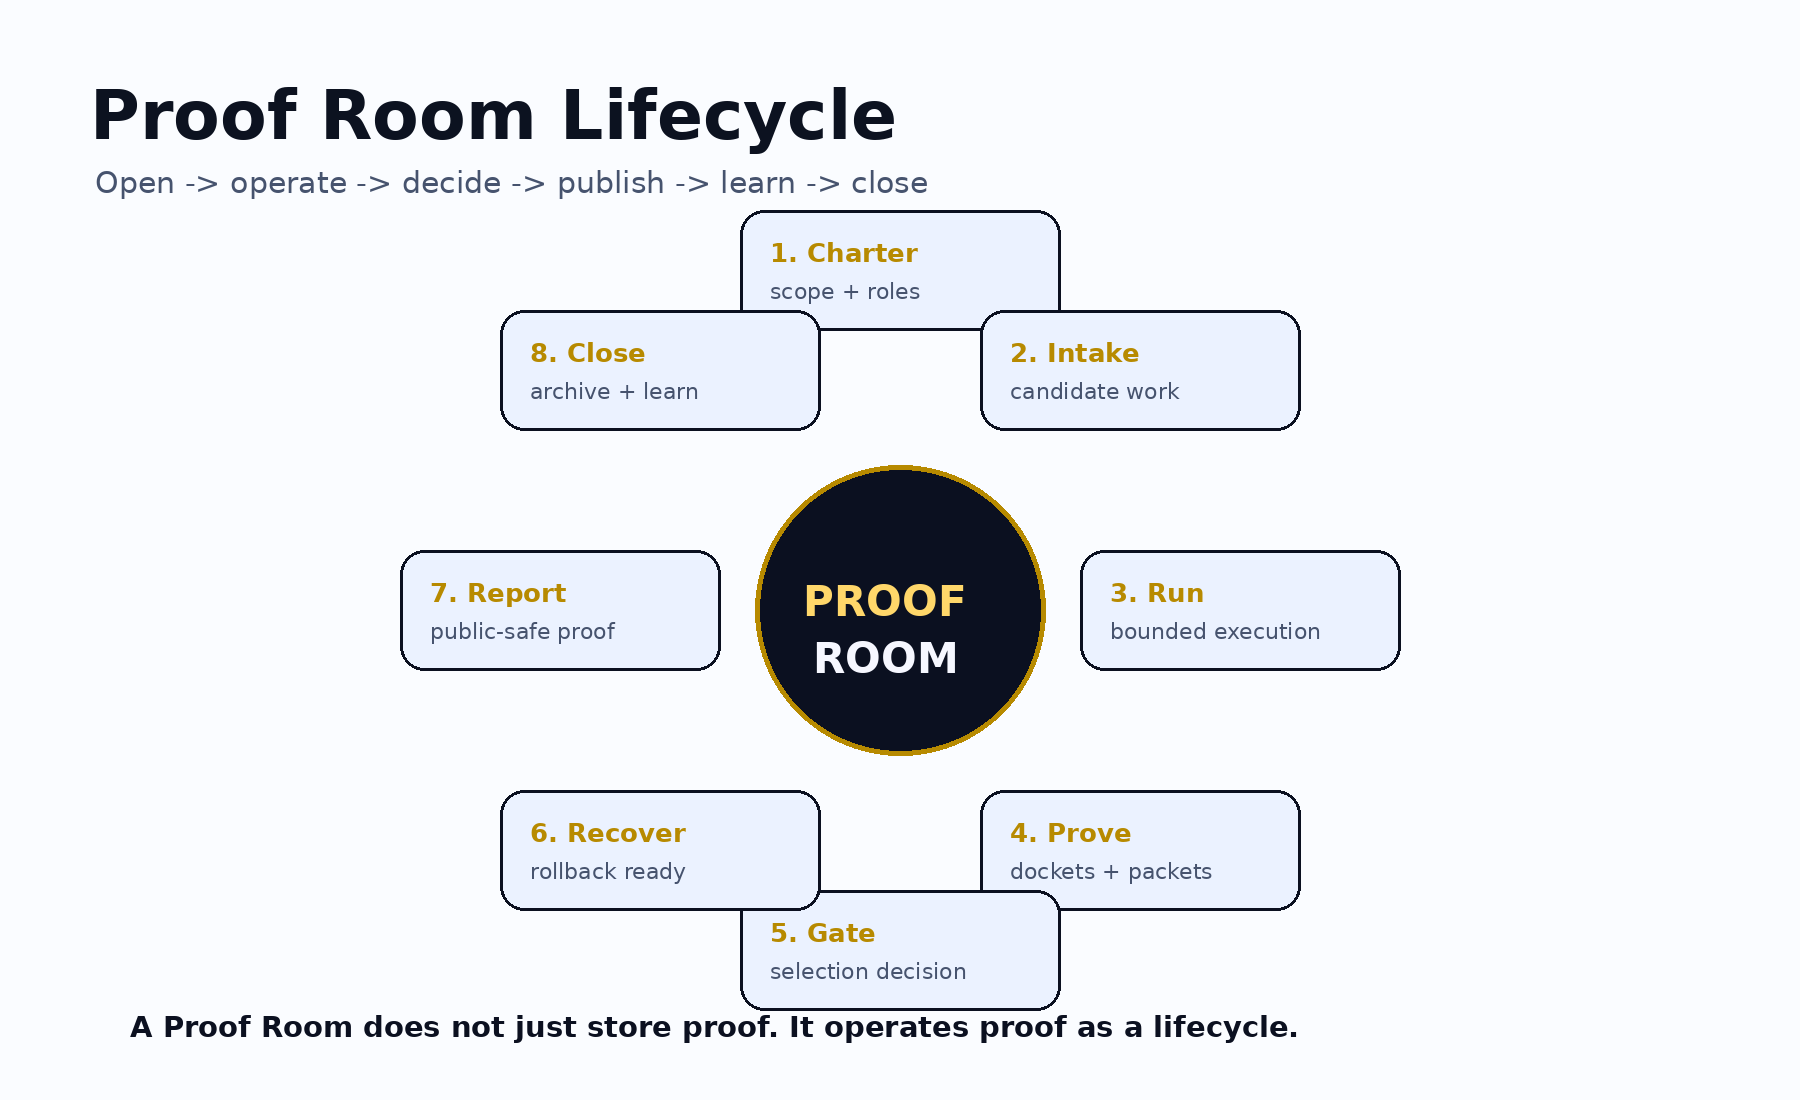 Proof Room Lifecycle
Open -> operate -> decide -> publish -> learn -> close
1. Charter
scope + roles
2. Intake
candidate work
3. Run
bounded execution
4. Prove
dockets + packets
5. Gate
selection decision
6. Recover
rollback ready
7. Report
public-safe proof
8. Close
archive + learn
PROOF
ROOM
A Proof Room does not just store proof. It operates proof as a lifecycle.